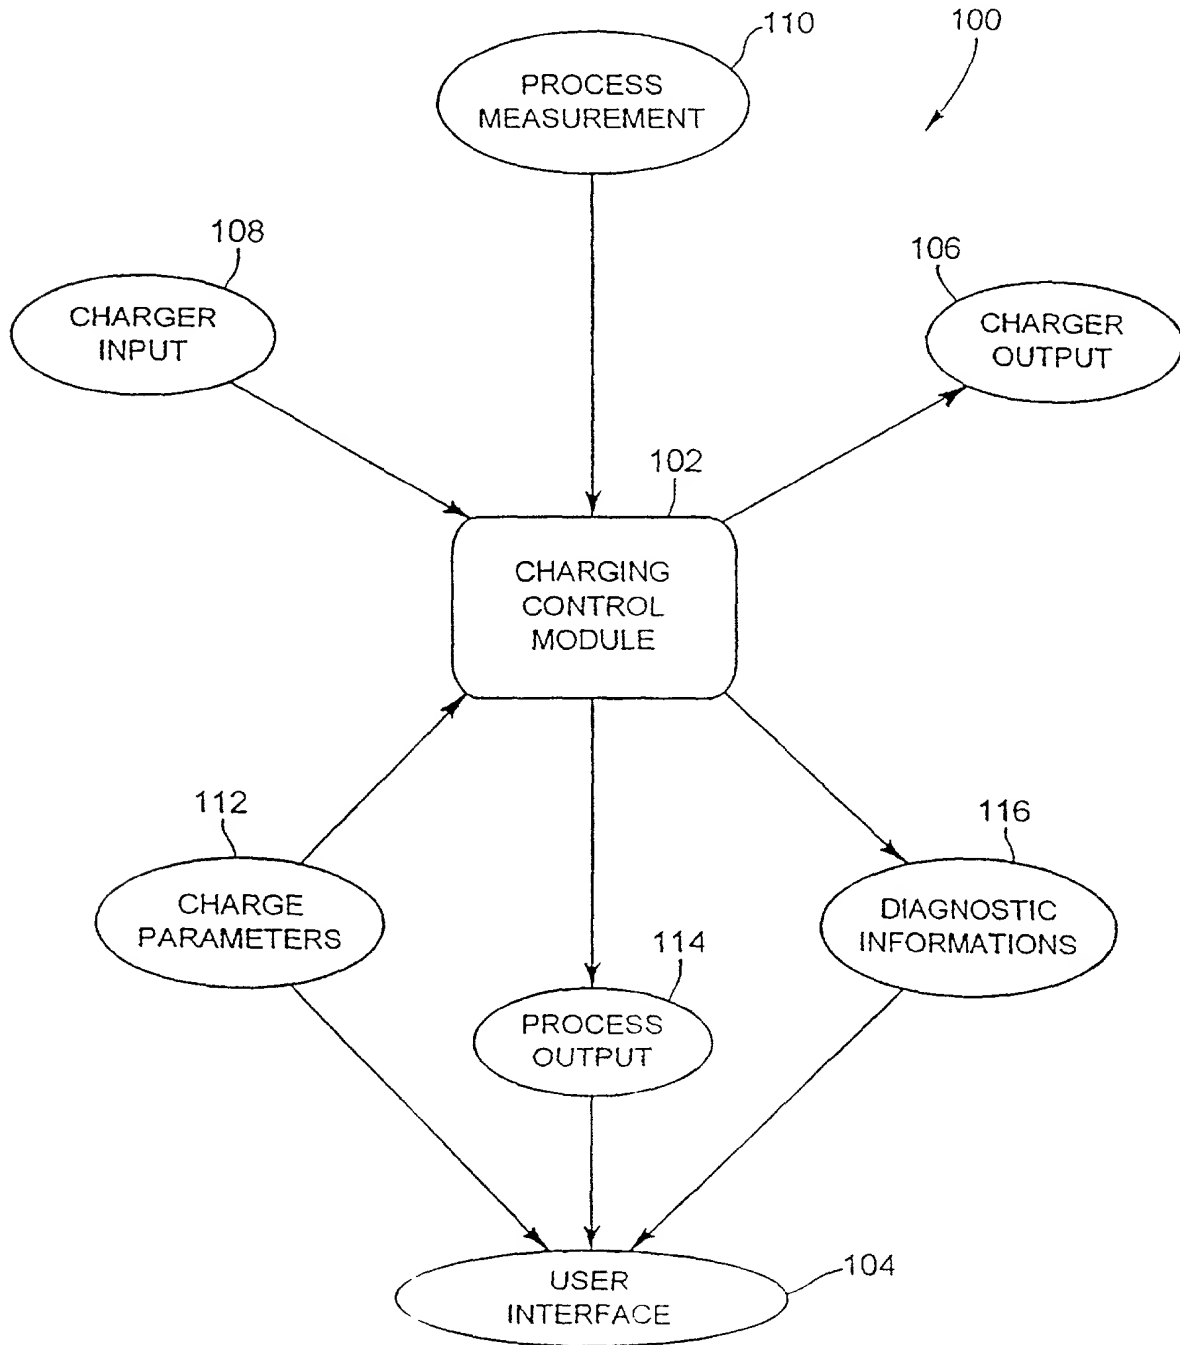 110
100
PROCESS
MEASUREMENT
108
106
CHARGER
INPUT
CHARGER
OUTPUT
102
CHARGING
CONTROL
MODULE
112
116
CHARGE
PARAMETERS
DIAGNOSTIC
INFORMATIONS
114
PROCESS
OUTPUT
104
USER
INTERFACE